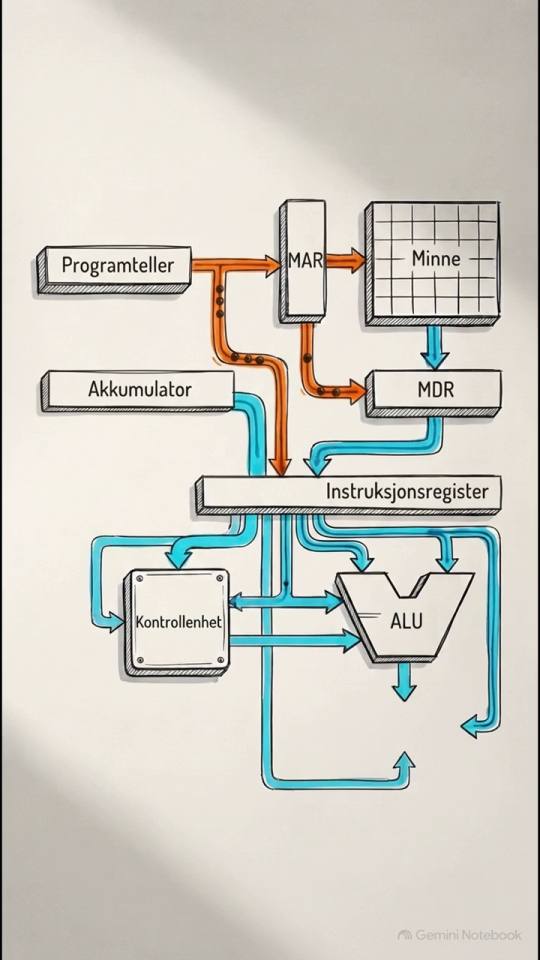 Programteller
MAR
Minne
Akkumulator
MDR
Instruksjonsregister
Kontrollenhet
ALU
Gemini Notebook